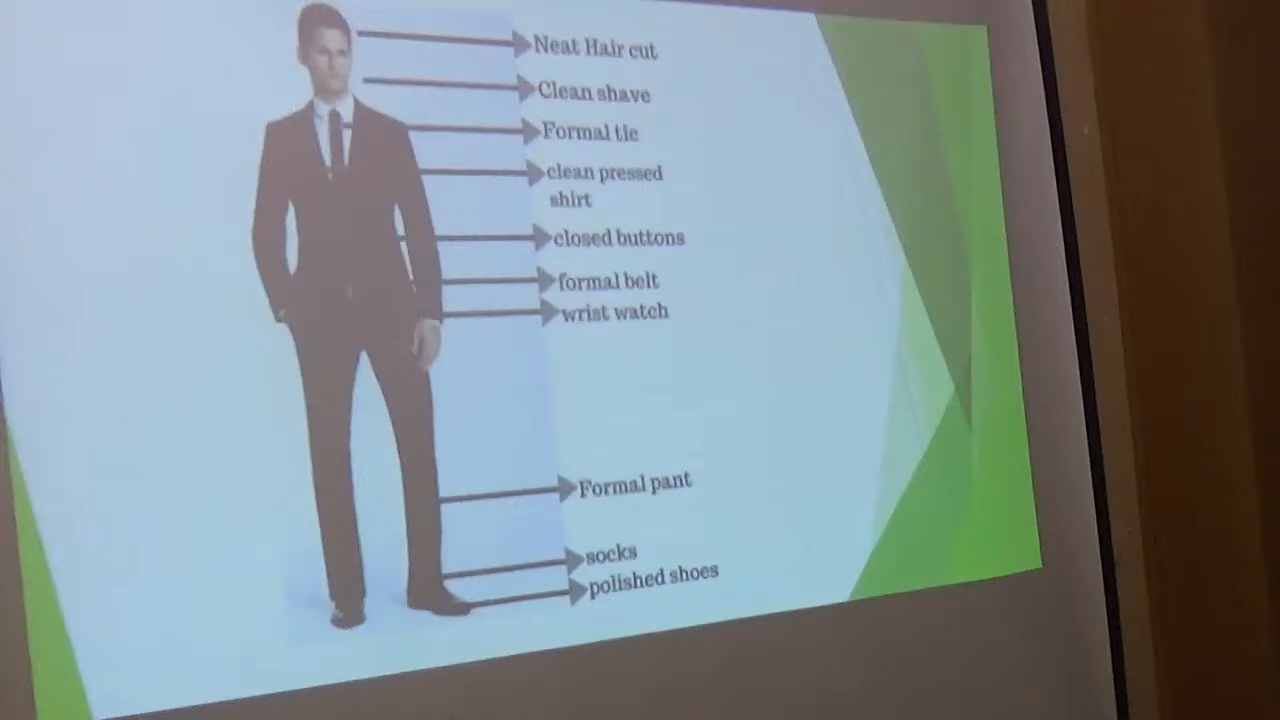 Neat Hair cut
Clean shave
Formal tie
clean pressed
shirt
closed buttons
formal belt
wrist watch
Formal pant
socks
polished shoes